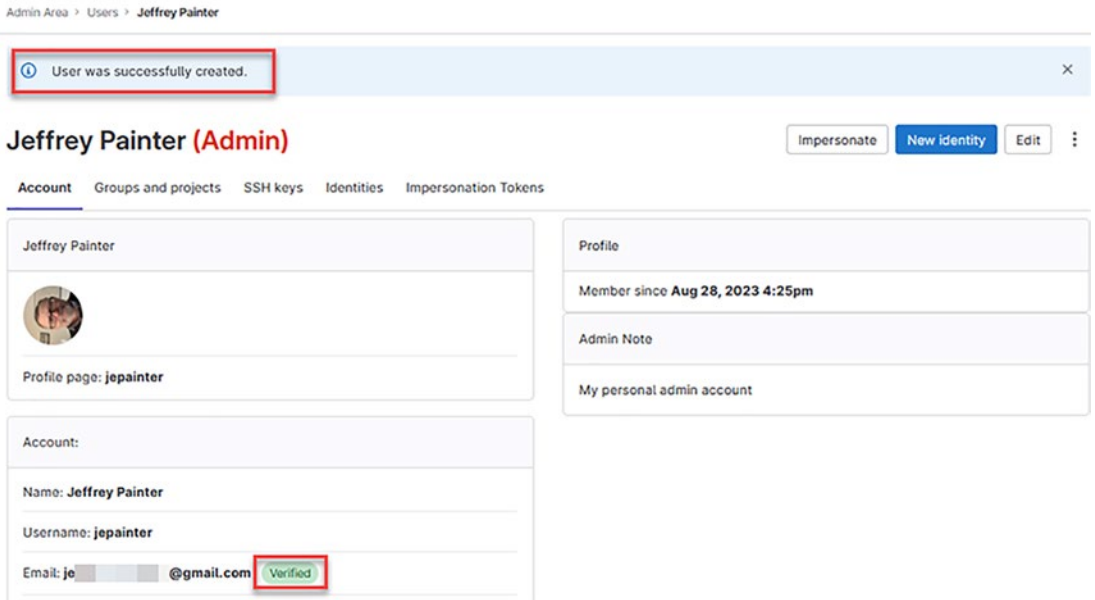 Admin Area > Users > Jeffrey Painter
User was successfully created.
Jeffrey Painter (Admin)
Impersonate
New identity
Edit
Account
Groups and projects
SSH keys
Identities
Impersonation Tokens
Jeffrey Painter
Profile page: jepainter
Profile
Member since Aug 28, 2023 4:25pm
Admin Note
My personal admin account
Account:
Name: Jeffrey Painter
Username: jepainter
Email: je @gmail.com Verified